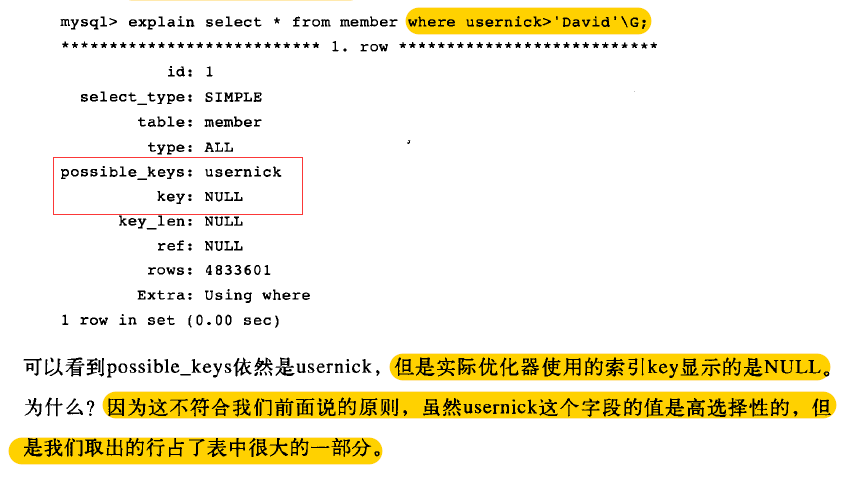 mysql> explain select * from member where usernick>'David'\G;
*************************** 1. row ***************************
id: 1
select_type: SIMPLE
table: member
type: ALL
possible_keys: usernick
key: NULL
key_len: NULL
ref: NULL
rows: 4833601
Extra: Using where
1 row in set (0.00 sec)
可以看到possible_keys依然是usernick，但是实际优化器使用的索引key显示的是NULL。
为什么？因为这不符合我们前面说的原则，虽然usernick这个字段的值是高选择性的，但
是我们取出的行占了表中很大的一部分。